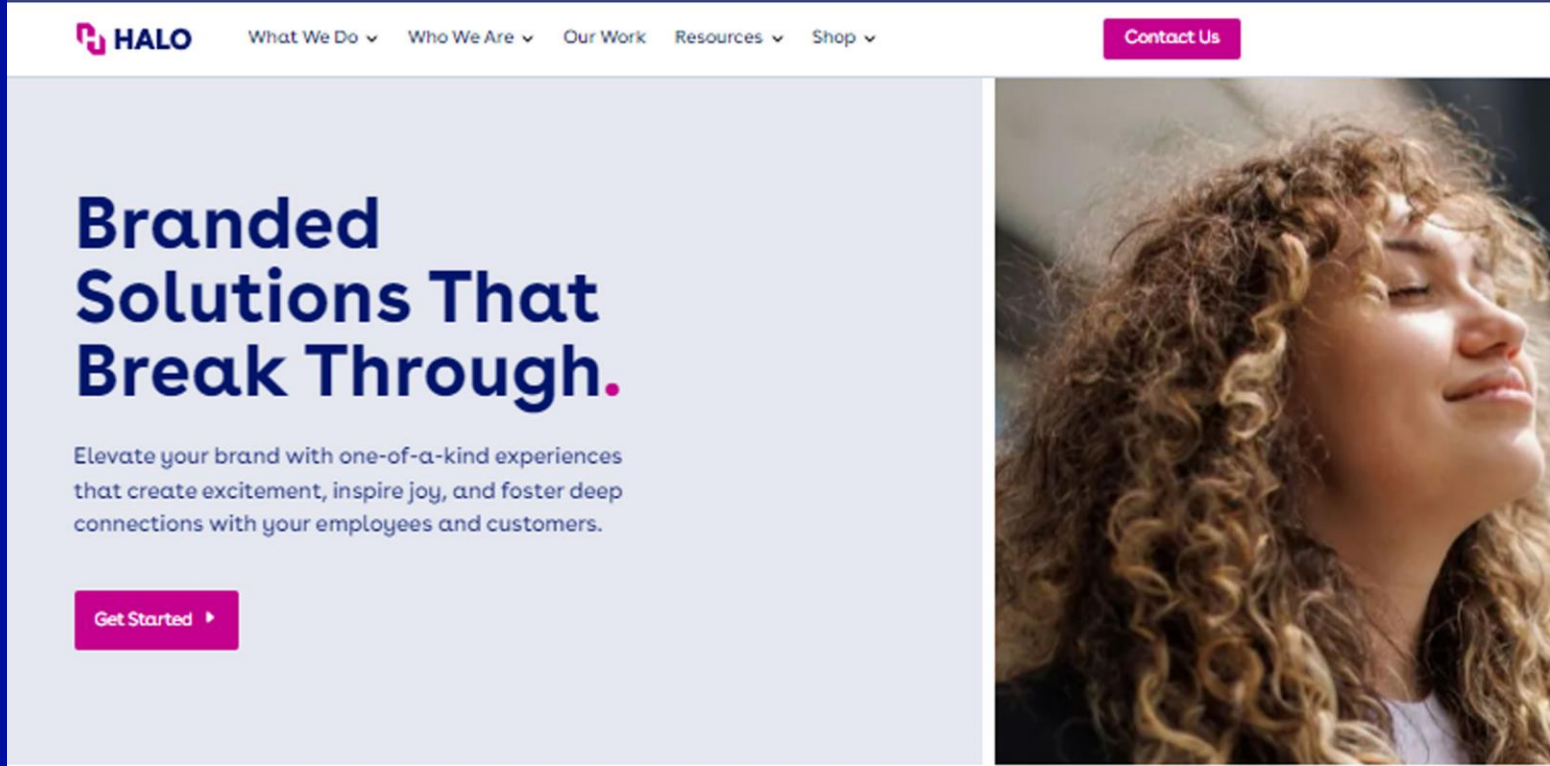 HALO
What We Do
Who We Are
Our Work
Resources
Shop
Contact Us
Branded
Solutions That
Break Through.
Elevate your brand with one-of-a-kind experiences
that create excitement, inspire joy, and foster deep
connections with your employees and customers.
Get Started